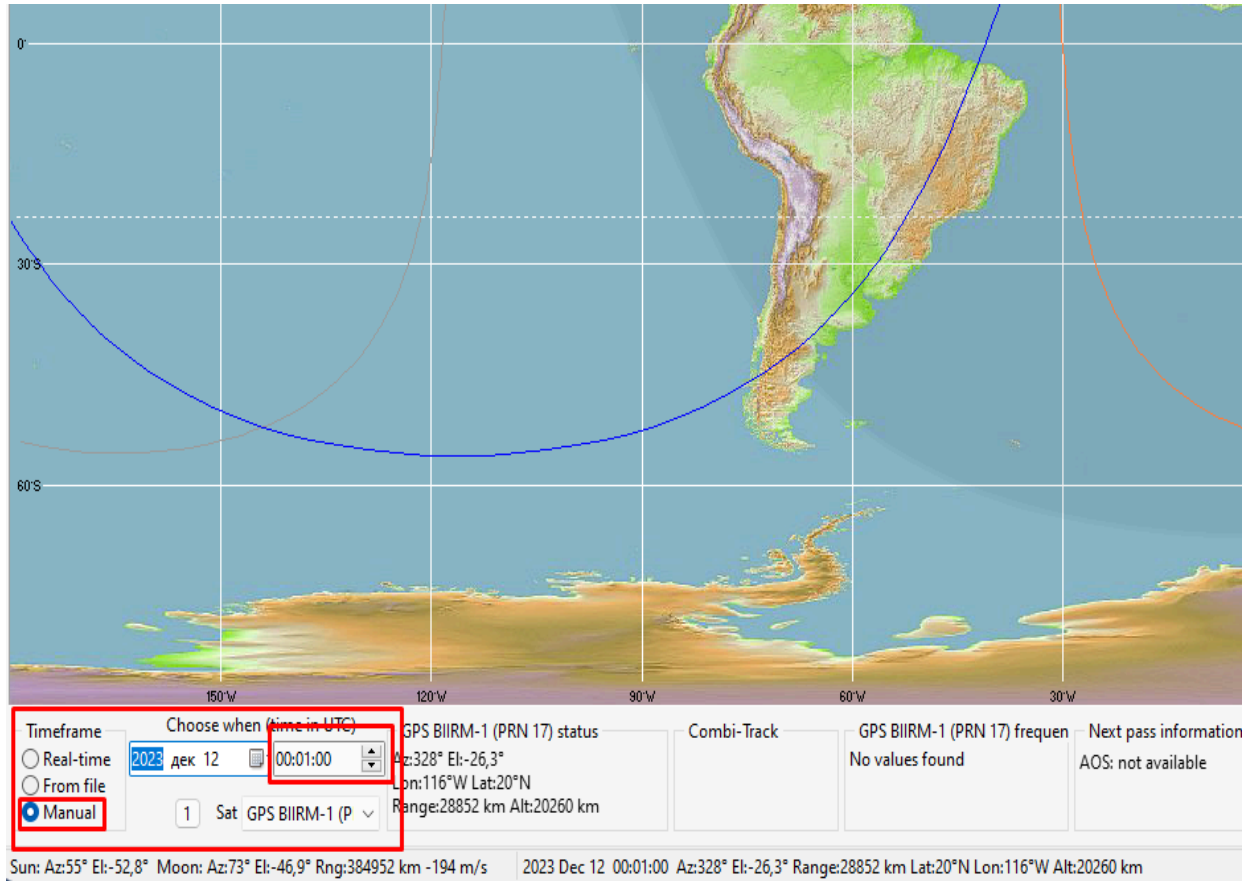 0°
30°S
60°S
150°W 120°W 90°W 60°W 30°W
Timeframe
Real-time
From file
Manual
Choose when (time in UTC)
2023 дек 12 00:01:00
1 Sat GPS BIIRM-1 (P
GPS BIIRM-1 (PRN 17) status
Az:328° El:-26,3°
Lon:116°W Lat:20°N
Range:28852 km Alt:20260 km
Combi-Track
GPS BIIRM-1 (PRN 17) frequen
No values found
Next pass information
AOS: not available
Sun: Az:55° El:-52,8° Moon: Az:73° El:-46,9° Rng:384952 km -194 m/s
2023 Dec 12 00:01:00 Az:328° El:-26,3° Range:28852 km Lat:20°N Lon:116°W Alt:20260 km